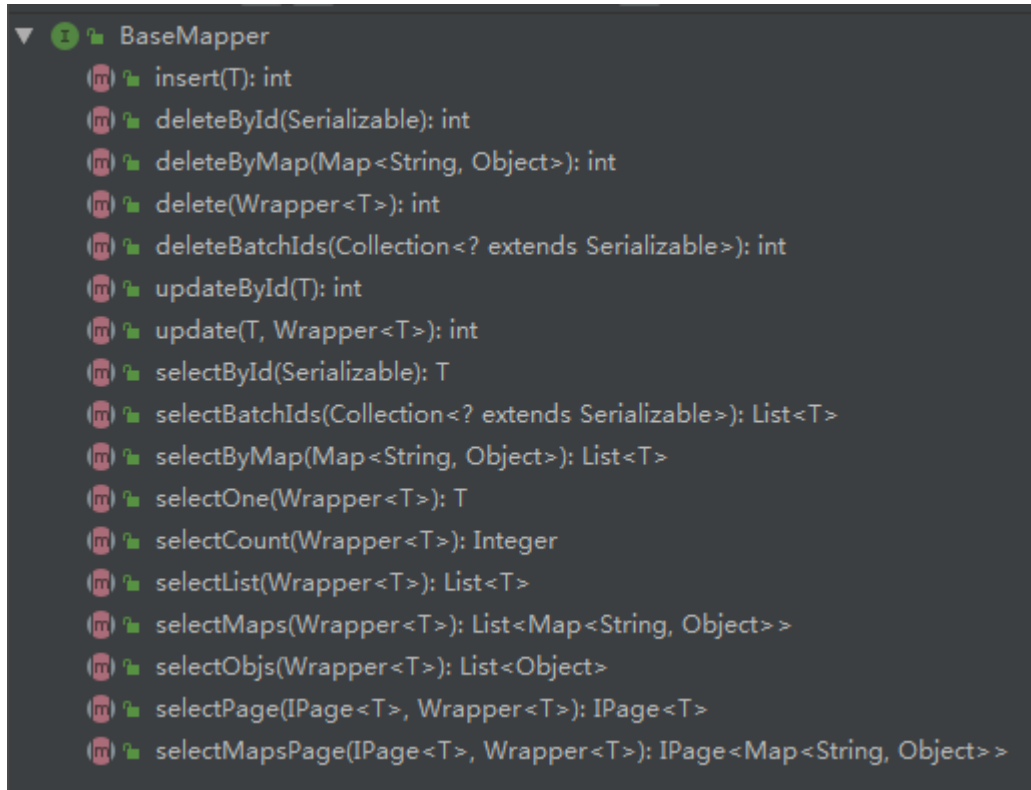 BaseMapper
insert(T): int
deleteById(Serializable): int
deleteByMap(Map<String, Object>): int
delete(Wrapper<T>): int
deleteBatchIds(Collection<? extends Serializable>): int
updateById(T): int
update(T, Wrapper<T>): int
selectById(Serializable): T
selectBatchIds(Collection<? extends Serializable>): List<T>
selectByMap(Map<String, Object>): List<T>
selectOne(Wrapper<T>): T
selectCount(Wrapper<T>): Integer
selectList(Wrapper<T>): List<T>
selectMaps(Wrapper<T>): List<Map<String, Object>>
selectObjs(Wrapper<T>): List<Object>
selectPage(IPage<T>, Wrapper<T>): IPage<T>
selectMapsPage(IPage<T>, Wrapper<T>): IPage<Map<String, Object>>